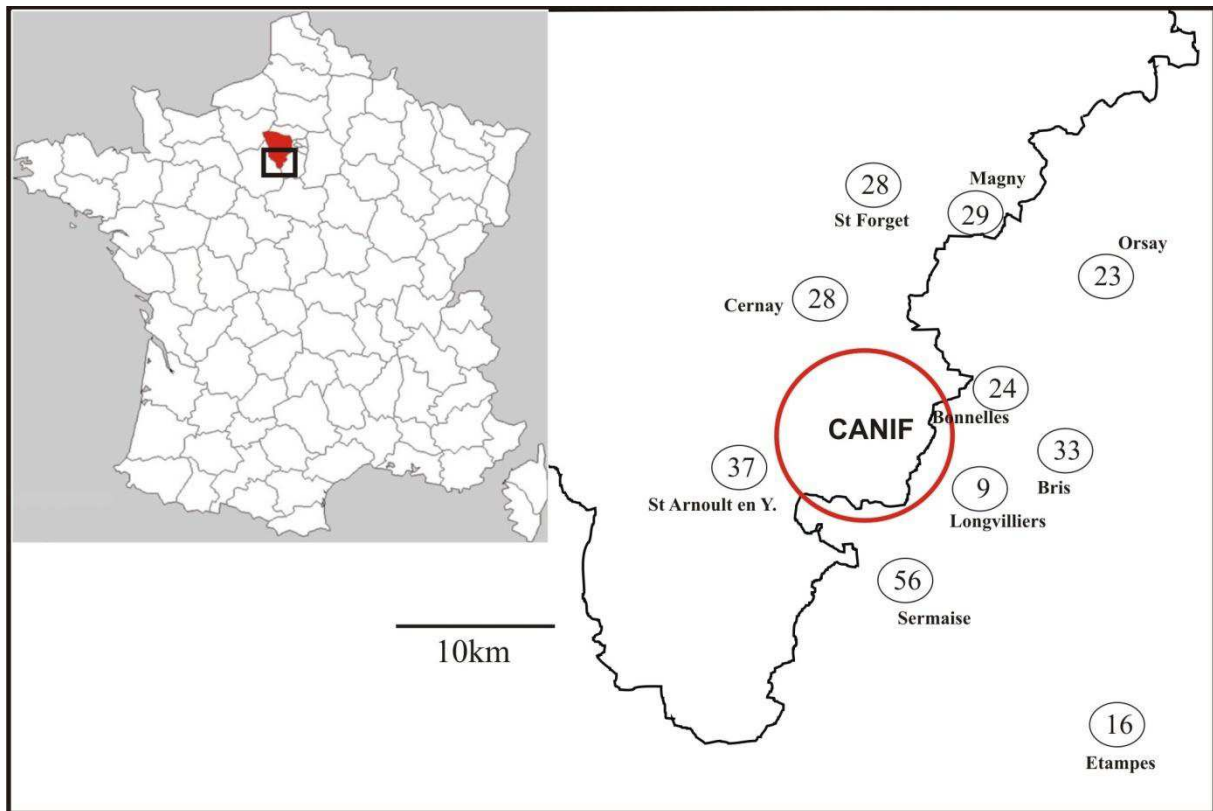 28
St Forget
Magny
29
Orsay
23
Cernay
28
24
Bonnelles
CANIF
33
Bris
37
St Arnoult en Y.
9
Longvilliers
56
Sermaise
10km
16
Etampes